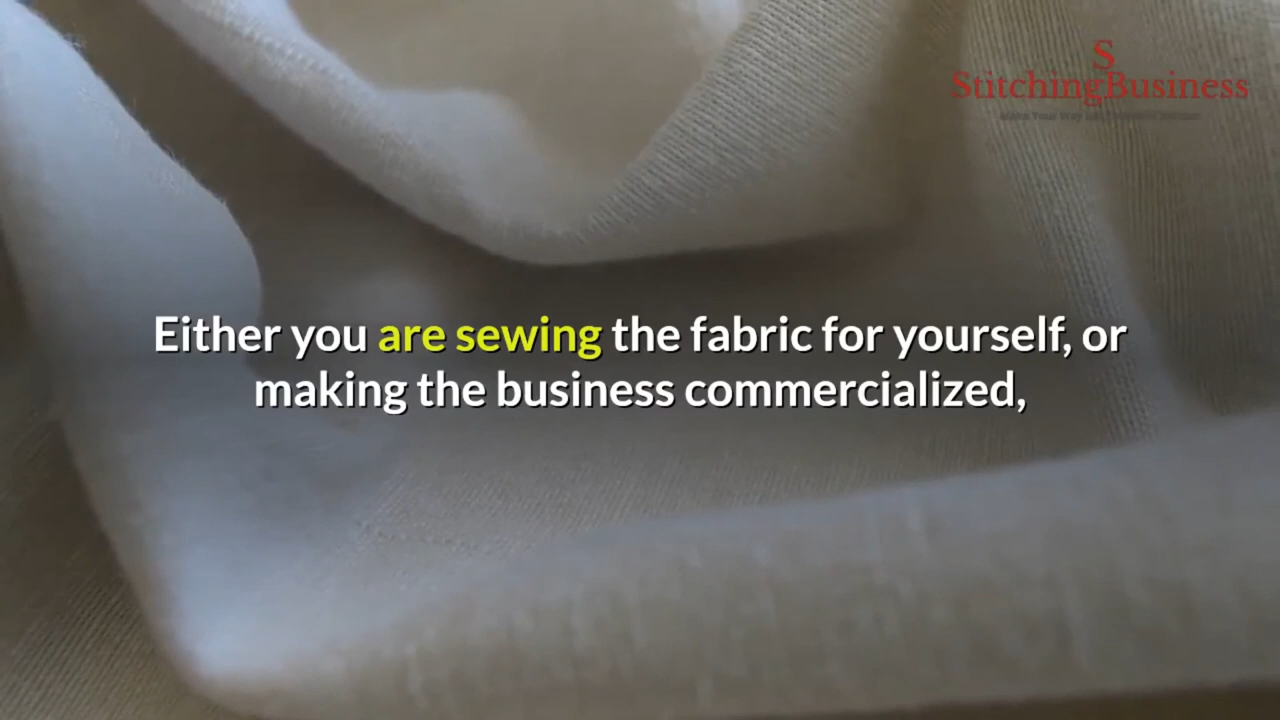 S
StitchingBusiness
Either you are sewing the fabric for yourself, or
making the business commercialized,